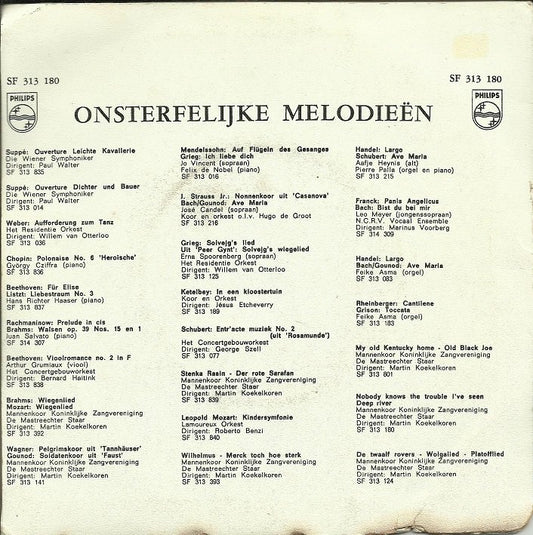 SF 313 180
SF 313 180
PHILIPS
PHILIPS
ONSTERFELIJKE MELODIEËN
Suppé: Ouverture Leichte Kavallerie
Die Wiener Symphoniker
Dirigent: Paul Walter
SF 313 835
Suppé: Ouverture Dichter und Bauer
Die Wiener Symphoniker
Dirigent: Paul Walter
SF 313 014
Weber: Aufforderung zum Tanz
Het Residentie Orkest
Dirigent: Willem van Otterloo
SF 313 036
Chopin: Polonaise No. 6 'Heroïsche'
György Cziffra (piano)
SF 313 836
Beethoven: Für Elise
Listzt: Liebestraum No. 3
Hans Richter Haaser (piano)
SF 313 837
Rachmaninow: Prelude in cis
Brahms: Walsen op. 39 Nos. 15 en 1
Iuan Salvato (piano)
SF 314 307
Beethoven: Vioolromance no. 2 in F
Arthur Grumiaux (viool)
Het Concertgebouworkest
Dirigent: Bernard Haitink
SF 313 838
Brahms: Wiegenlied
Mozart: Wiegenlied
Mannenkoor Koninklijke Zangvereniging
De Mastreechter Staar
Dirigent: Martin Koekelkoren
SF 313 392
Wagner: Pelgrimskoor uit 'Tannhäuser'
Gounod: Soldatenkoor uit 'Faust'
Mannenkoor Koninklijke Zangvereniging
De Mastreechter Staar
Dirigent: Martin Koekelkoren
SF 313 141
Mendelssohn: Auf Flügeln des Gesanges
Grieg: Ich liebe dich
Jo Vincent (sopraan)
Felix de Nobel (piano)
SF 313 016
J. Strauss Jr.: Nonnenkoor uit 'Casanova'
Bach/Gounod: Ave Maria
José Candel (sopraan)
Koor en orkest o.l.v. Hugo de Groot
SF 313 216
Grieg: Solvejg's lied
Uit 'Peer Gynt': Solvejg's wiegelied
Erna Spoorenberg (sopraan)
Het Residentie Orkest
Dirigent: Willem van Otterloo
SF 313 125
Ketelbey: In een kloostertuin
Koor en Orkest
Dirigent: Jésus Etcheverry
SF 313 189
Schubert: Entr'acte muziek No. 2
(uit 'Rosamunde')
Het Concertgebouworkest
Dirigent: George Szell
SF 313 077
Stenka Rasin - Der rote Sarafan
Mannenkoor Koninklijke Zangvereniging
De Mastreechter Staar
Dirigent: Martin Koekelkoren
SF 313 839
Leopold Mozart: Kindersymfonie
Lamoureux Orkest
Dirigent: Roberto Benzi
SF 313 840
Wilhelmus - Merck toch hoe sterk
Mannenkoor Koninklijke Zangvereniging
De Mastreechter Staar
Dirigent: Martin Koekelkoren
SF 313 393
Handel: Largo
Schubert: Ave Maria
Aafje Heynis (alt)
Pierre Palla (orgel en piano)
SF 313 215
Franck: Panis Angelicus
Bach: Bist du bei mir
Leo Meyer (jongenssopraan)
N.C.R.V. Vocaal Ensemble
Dirigent: Marinus Voorberg
SF 314 309
Handel: Largo
Bach/Gounod: Ave Maria
Feike Asma (orgel)
SF 313 083
Rheinberger: Cantilene
Grison: Toccata
Feike Asma (orgel)
SF 313 183
My old Kentucky home - Old Black Joe
Mannenkoor Koninklijke Zangvereniging
De Mastreechter Staar
Dirigent: Martin Koekelkoren
SF 313 801
Nobody knows the trouble I've seen
Deep river
Mannenkoor Koninklijke Zangvereniging
De Mastreechter Staar
Dirigent: Martin Koekelkoren
SF 313 180
De twaalf rovers - Wolgalied - Platofflied
Mannenkoor Koninklijke Zangvereniging
De Mastreechter Staar
Dirigent: Martin Koekelkoren
SF 313 124